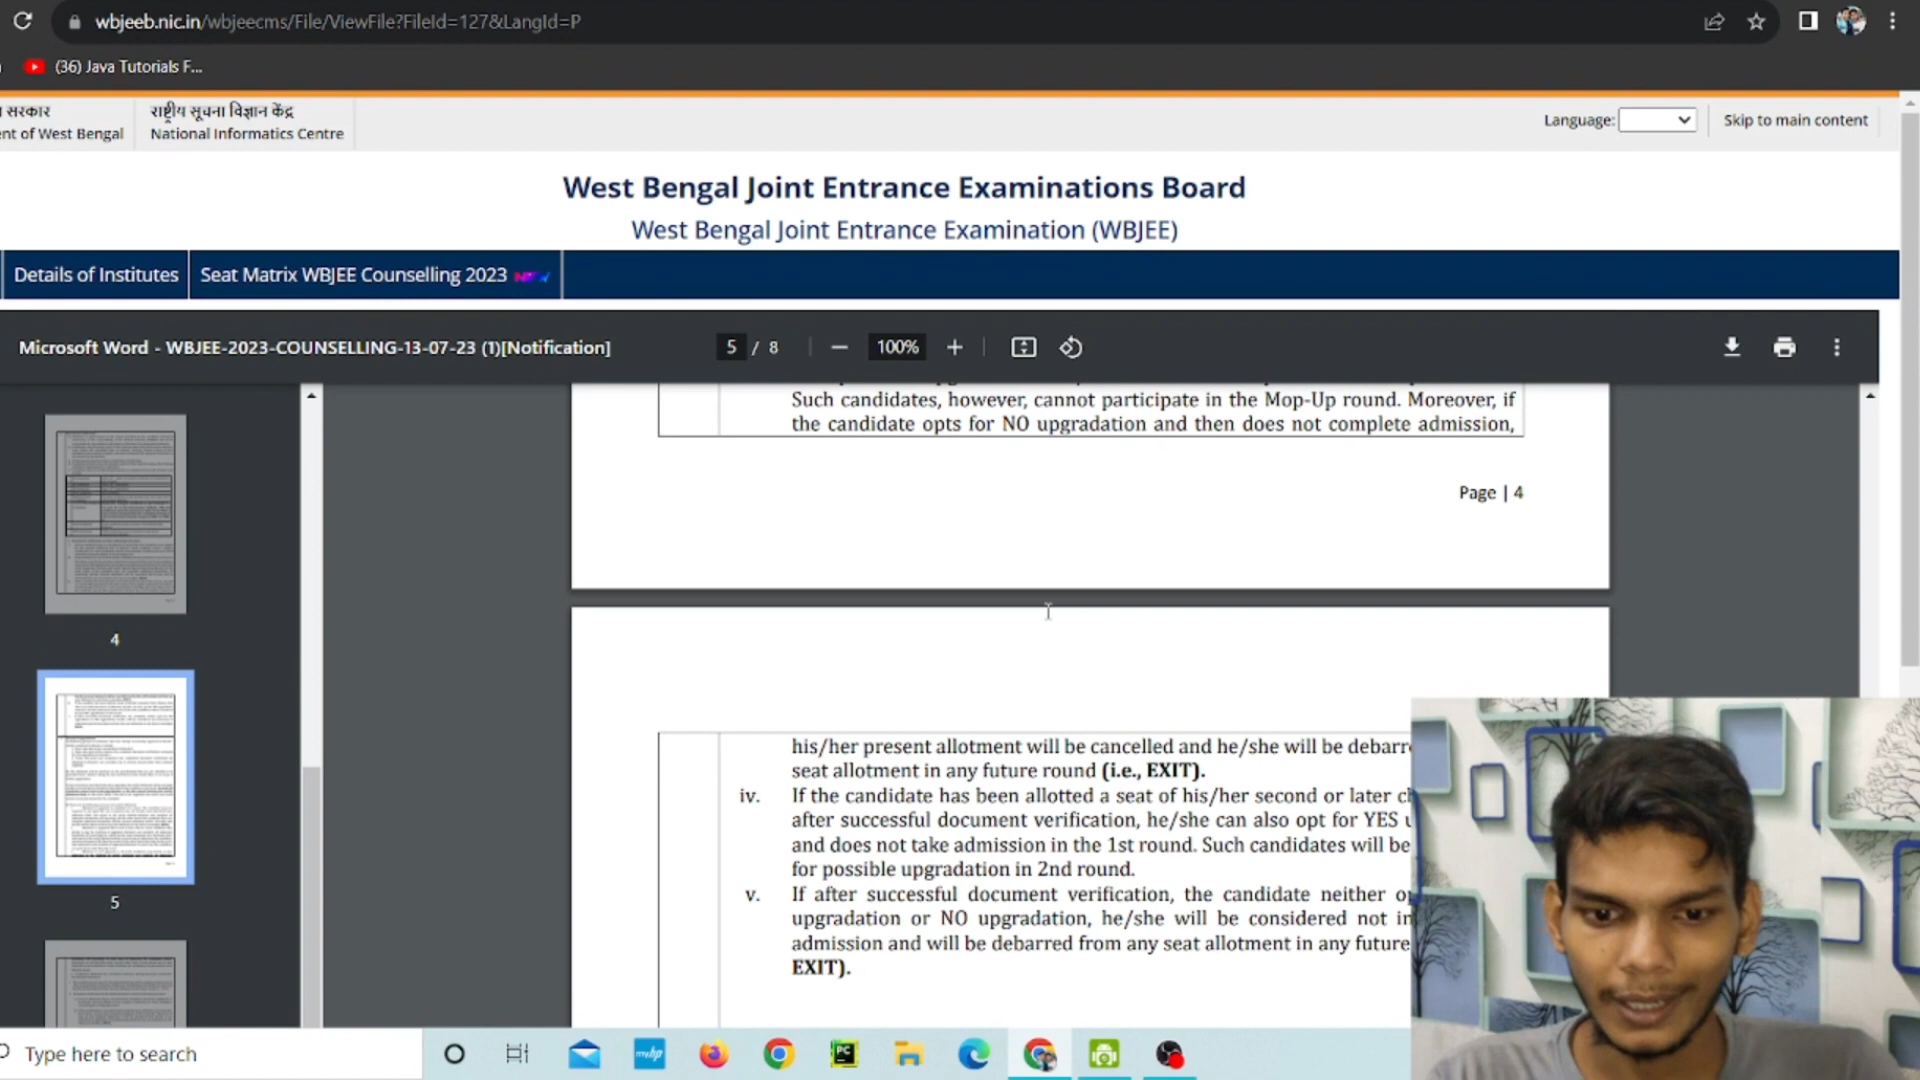 wbjeeb.nic.in/wbjeecms/File/ViewFile?FileId=127&LangId=P
(36) Java Tutorials F...
सरकार
राष्ट्रीय सूचना विज्ञान केंद्र
nt of West Bengal
National Informatics Centre
Language:
Skip to main content
West Bengal Joint Entrance Examinations Board
West Bengal Joint Entrance Examination (WBJEE)
Details of Institutes
Seat Matrix WBJEE Counselling 2023
Microsoft Word - WBJEE-2023-COUNSELLING-13-07-23 (1)[Notification]
5 / 8
100%
Such candidates, however, cannot participate in the Mop-Up round. Moreover, if
the candidate opts for NO upgradation and then does not complete admission,
Page | 4
4
5
his/her present allotment will be cancelled and he/she will be debarr
seat allotment in any future round (i.e., EXIT).
iv. If the candidate has been allotted a seat of his/her second or later c
after successful document verification, he/she can also opt for YES
and does not take admission in the 1st round. Such candidates will be
for possible upgradation in 2nd round.
v. If after successful document verification, the candidate neither o
upgradation or NO upgradation, he/she will be considered not in
admission and will be debarred from any seat allotment in any future
EXIT).
Type here to search
myhp
PC